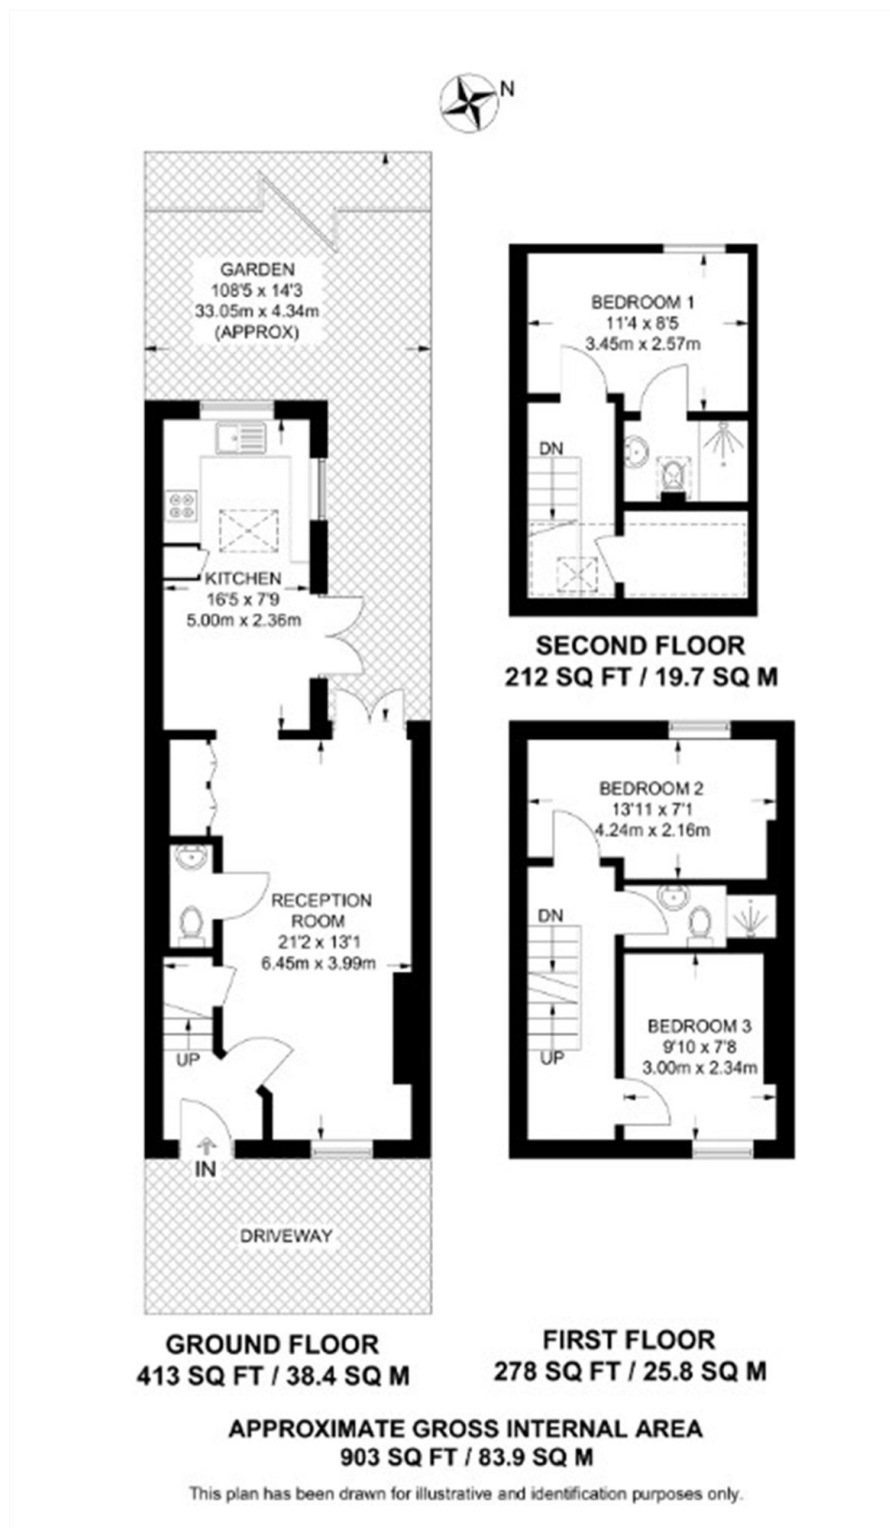 N
GARDEN
108'5 x 14'3
33.05m x 4.34m
(APPROX)
KITCHEN
16'5 x 7'9
5.00m x 2.36m
RECEPTION
ROOM
21'2 x 13'1
6.45m x 3.99m
UP
IN
DRIVEWAY
GROUND FLOOR
413 SQ FT / 38.4 SQ M
BEDROOM 1
11'4 x 8'5
3.45m x 2.57m
DN
SECOND FLOOR
212 SQ FT / 19.7 SQ M
BEDROOM 2
13'11 x 7'1
4.24m x 2.16m
DN
UP
BEDROOM 3
9'10 x 7'8
3.00m x 2.34m
FIRST FLOOR
278 SQ FT / 25.8 SQ M
APPROXIMATE GROSS INTERNAL AREA
903 SQ FT / 83.9 SQ M
This plan has been drawn for illustrative and identification purposes only.